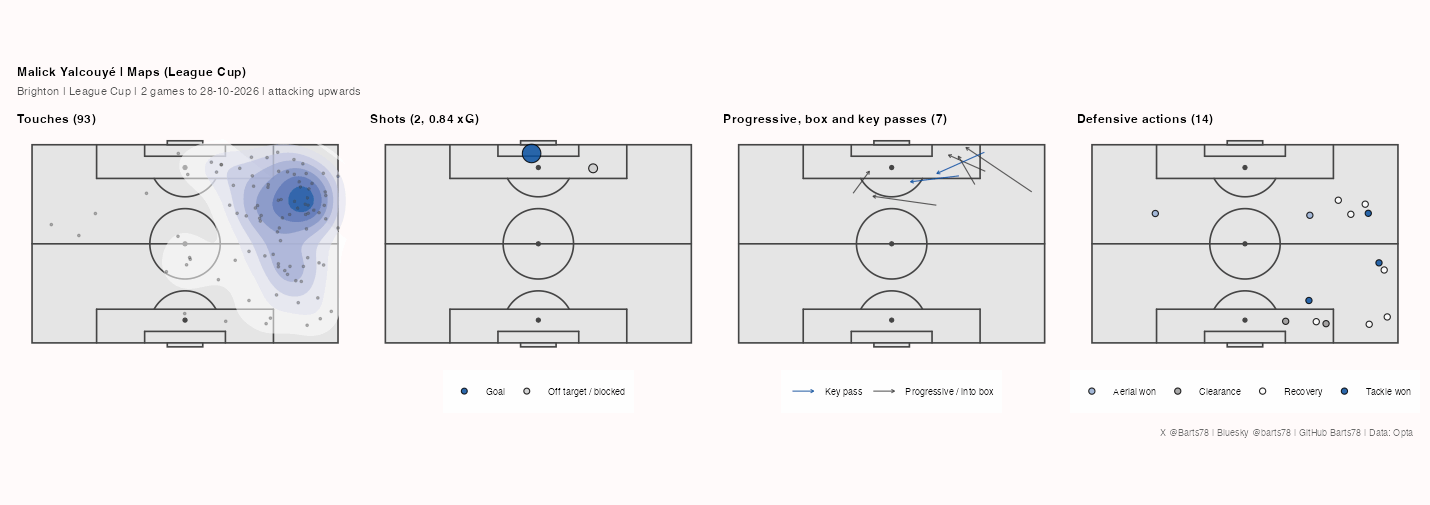 Malick Yalcouyé | Maps (League Cup)
Brighton | League Cup | 2 games to 28-10-2026 | attacking upwards
Touches (93)
Shots (2, 0.84 xG)
Progressive, box and key passes (7)
Defensive actions (14)
Goal
Off target / blocked
Key pass
Progressive / into box
Aerial won
Clearance
Recovery
Tackle won
X @Barts78 | Bluesky @barts78 | GitHub Barts78 | Data: Opta